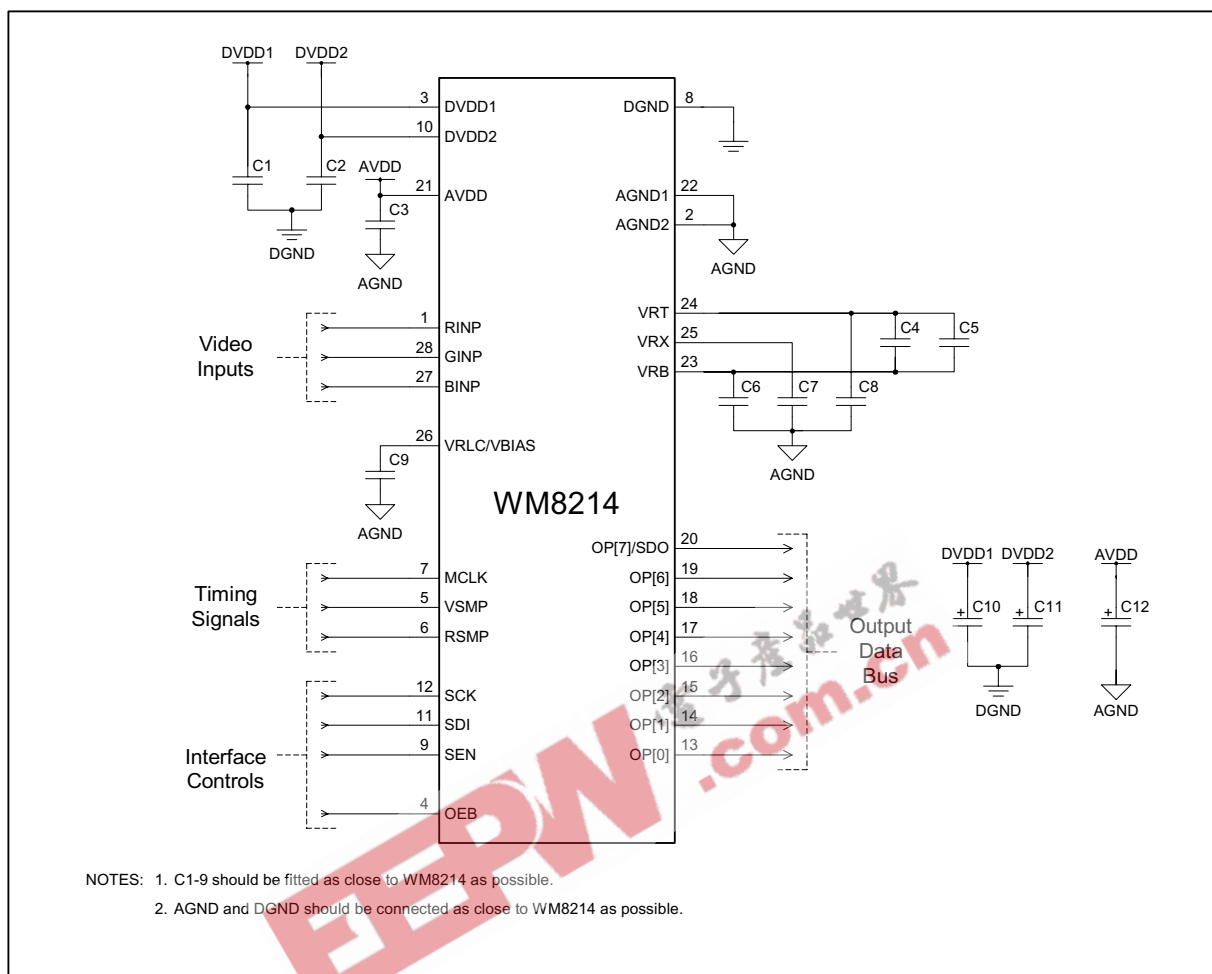 DVDD1 DVDD2
3 DVDD1
10 DVDD2
C1 C2
AVDD
21 AVDD
C3
DGND
AGND
DGND 8
AGND1 22
AGND2 2
AGND
Video
Inputs
1 RINP
28 GINP
27 BINP
VRT 24
VRX 25
VRB 23
C4 C5
C6 C7 C8
AGND
26 VRLC/VBIAS
C9
AGND
WM8214
Timing
Signals
7 MCLK
5 VSMP
6 RSMP
Interface
Controls
12 SCK
11 SDI
9 SEN
4 OEB
OP[7]/SDO 20
OP[6] 19
OP[5] 18
OP[4] 17
OP[3] 16
OP[2] 15
OP[1] 14
OP[0] 13
Output
Data
Bus
DVDD1 DVDD2 AVDD
+ C10 + C11 + C12
DGND AGND
EEPW.com.cn
電子產品世界
NOTES: 1. C1-9 should be fitted as close to WM8214 as possible.
2. AGND and DGND should be connected as close to WM8214 as possible.